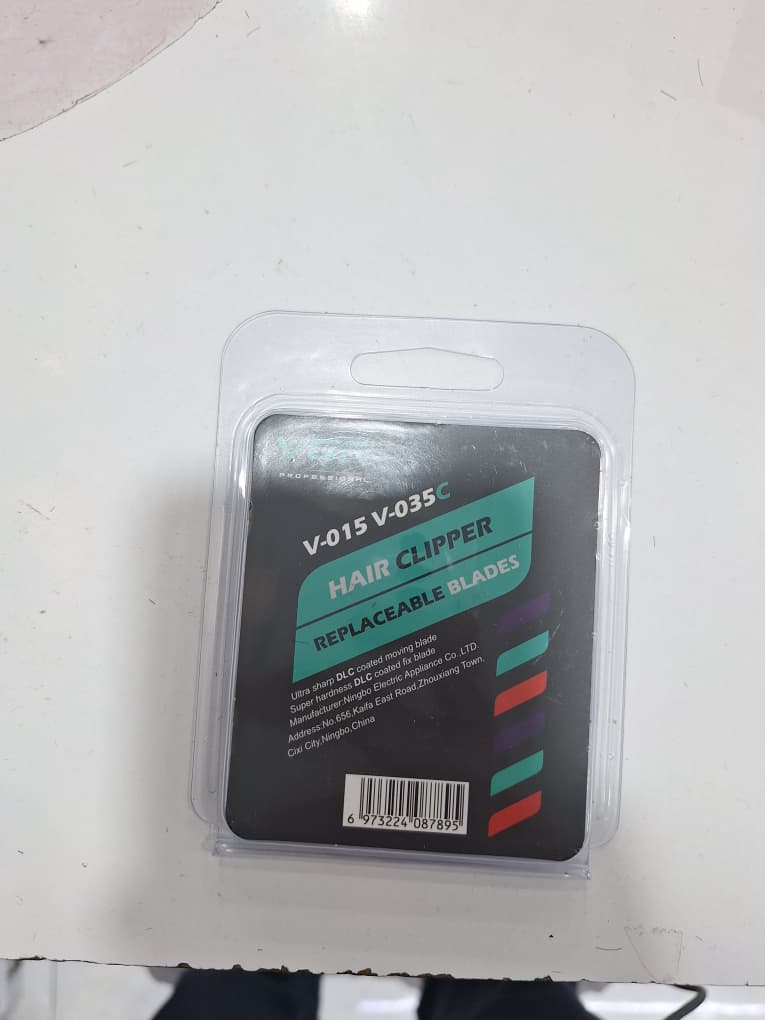 VGR
PROFESSIONAL
V-015 V-035C
HAIR CLIPPER
REPLACEABLE BLADES
Ultra sharp DLC coated moving blade
Super hardness DLC coated fix blade
Manufacturer:Ningbo Electric Appliance Co.,LTD.
Address:No.656,Kaifa East Road,Zhouxiang Town,
Cixi City,Ningbo,China
6 973224 087895